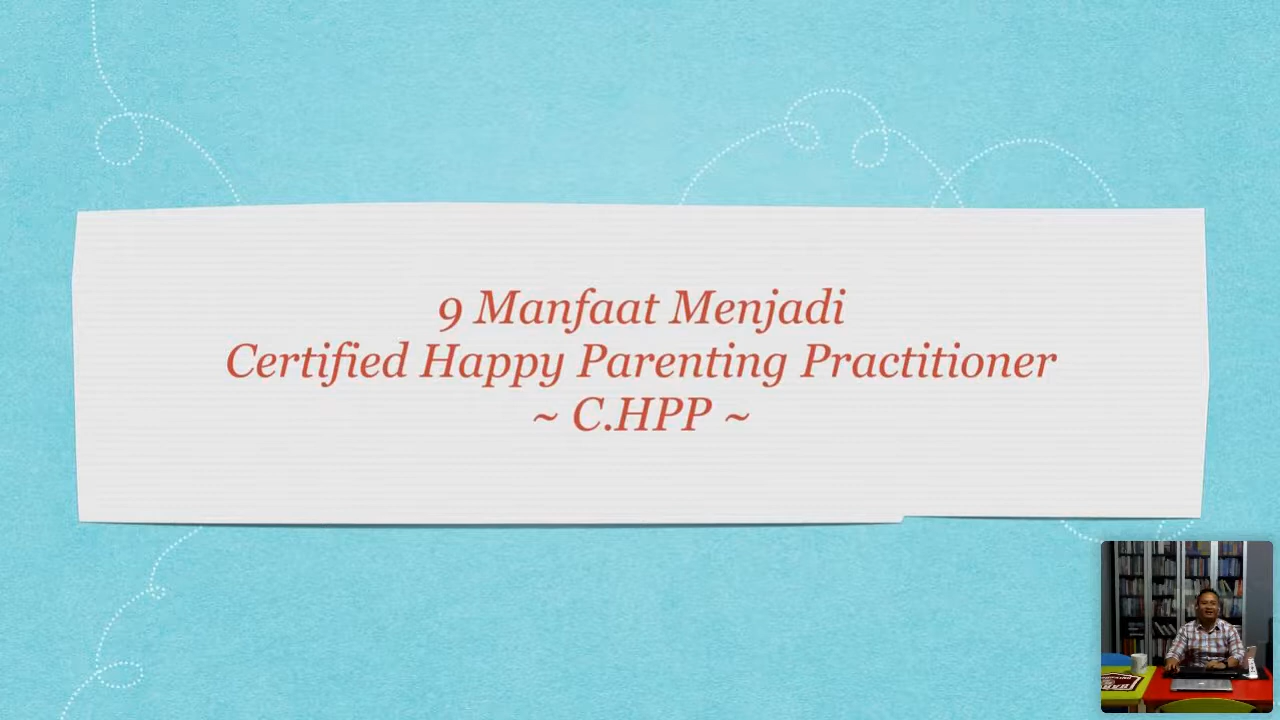 9 Manfaat Menjadi
Certified Happy Parenting Practitioner
~ C.HPP ~